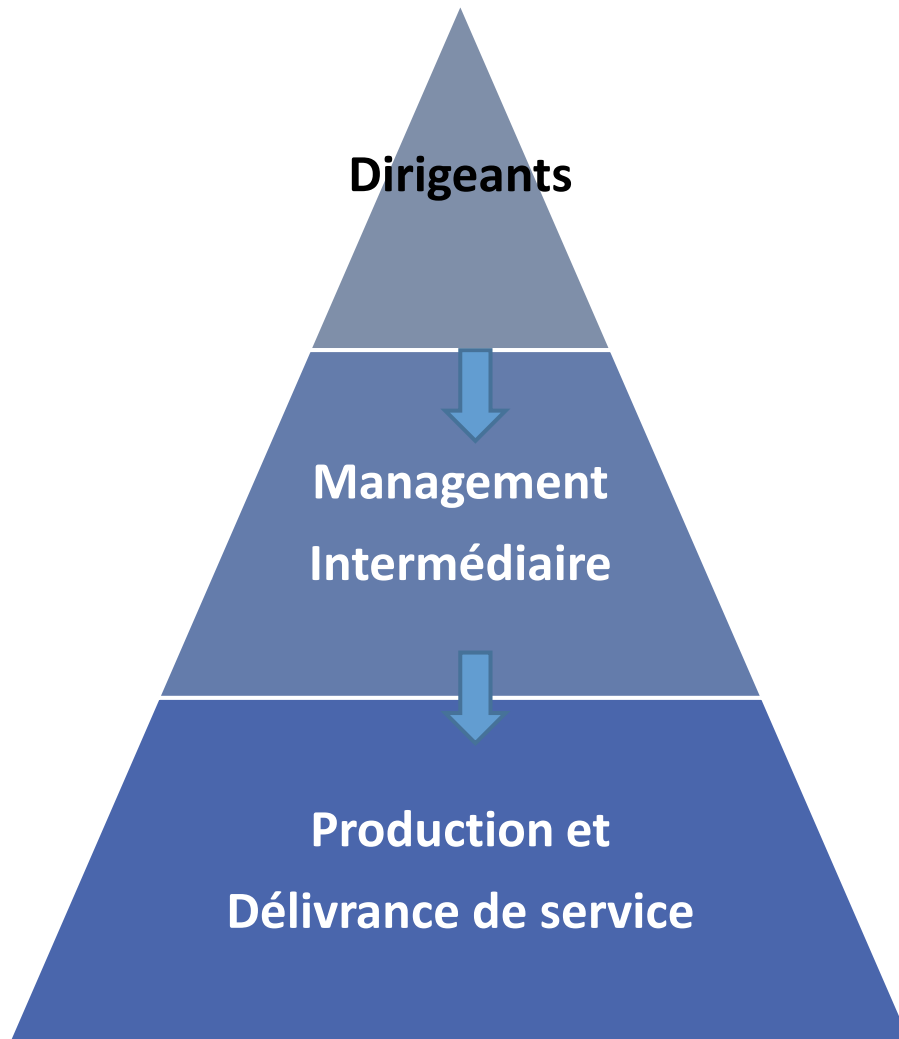 Dirigeants
Management
Intermédiaire
Production et
Délivrance de service